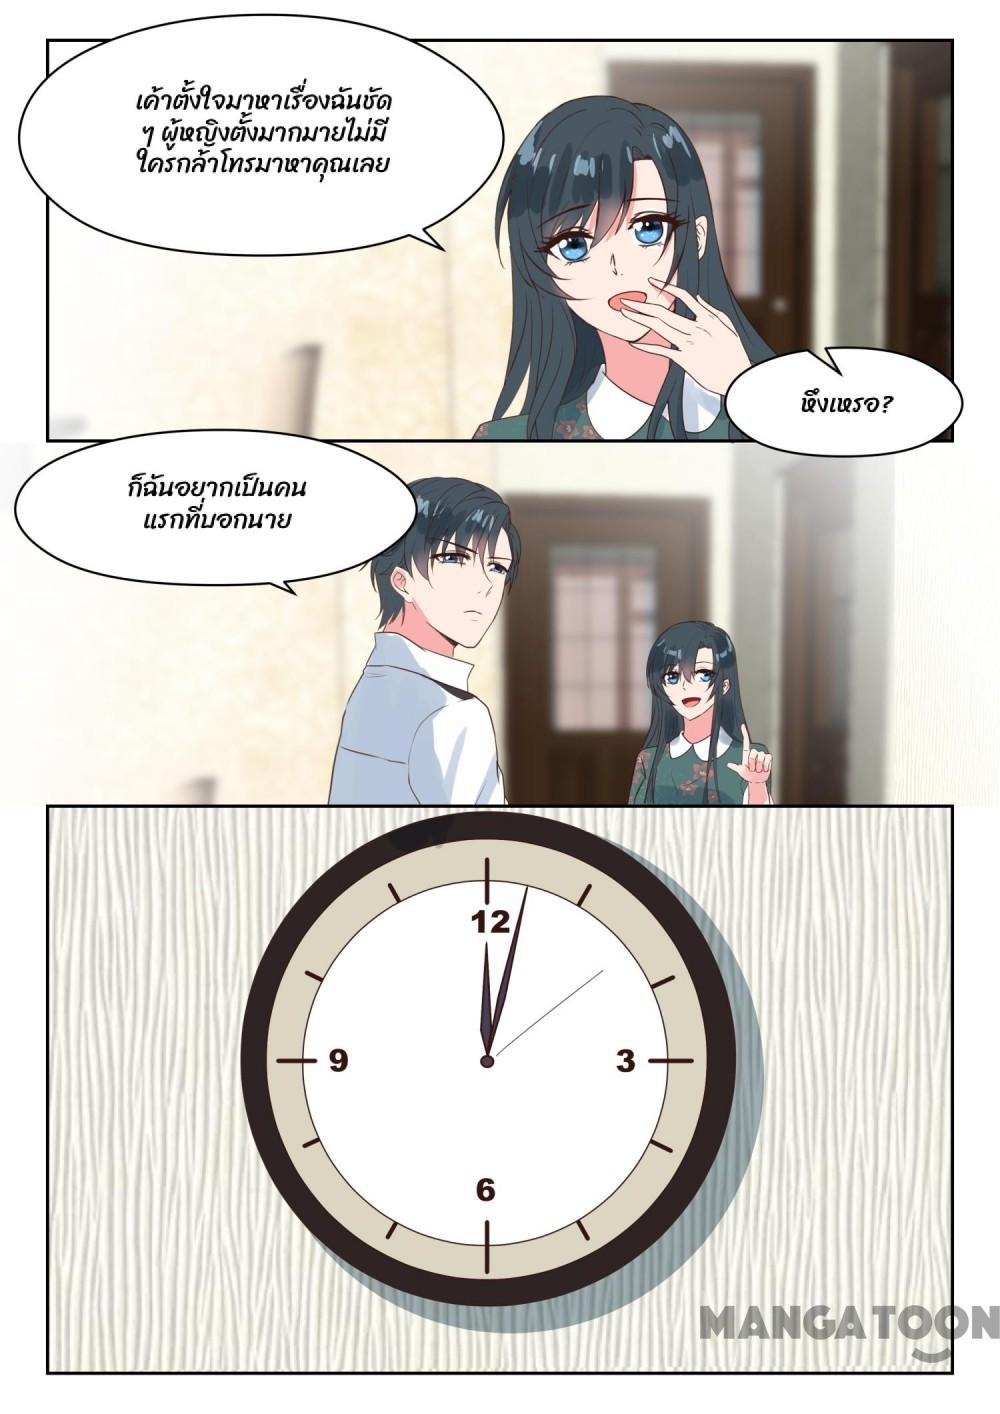 เค้าตั้งใจมาหาเรื่องฉันชัด
ๆ ผู้หญิงตั้งมากมายไม่มี
ใครกล้าโทรมาหาคุณเลย
หึงเหรอ?
ก็ฉันอยากเป็นคน
แรกที่บอกนาย
12
9
3
6
MANGATOON